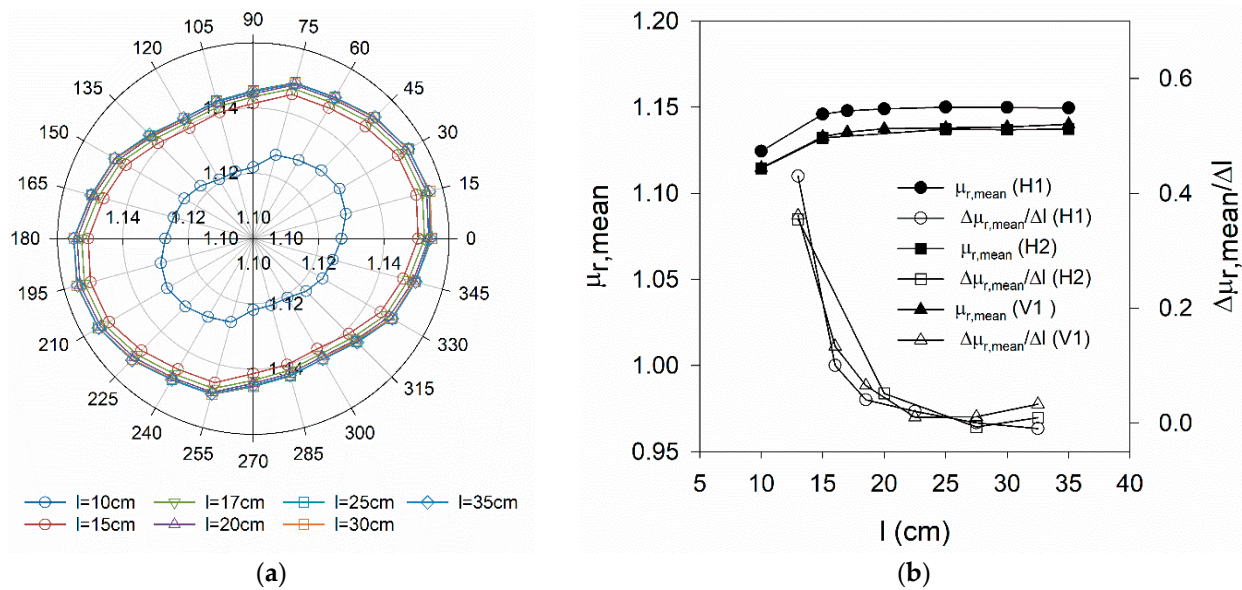 90
105
75
120
60
135
45
150
30
165
15
180
0
195
345
210
330
225
315
240
300
255
285
270
1.14
1.12
1.10
1.14 1.12 1.10 1.10 1.12 1.14
1.10
1.12
1.14
l=10cm l=17cm l=25cm l=35cm
l=15cm l=20cm l=30cm
(a)
μr,mean
1.20
1.15
1.10
1.05
1.00
0.95
5 10 15 20 25 30 35 40
l (cm)
0.6
0.4
0.2
0.0
Δμr,mean/Δl
μr,mean (H1)
Δμr,mean/Δl (H1)
μr,mean (H2)
Δμr,mean/Δl (H2)
μr,mean (V1 )
Δμr,mean/Δl (V1)
(b)